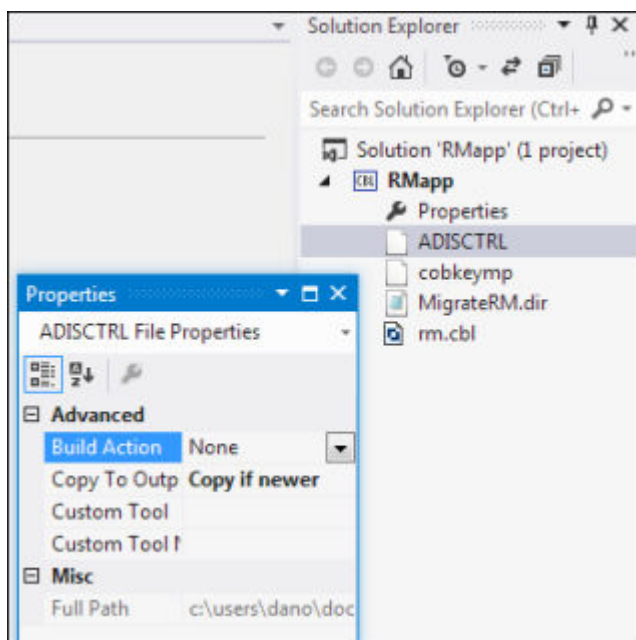 Solution Explorer
Search Solution Explorer (Ctrl+
Solution 'RMapp' (1 project)
CBL RMapp
Properties
ADISCTRL
cobkeymp
MigrateRM.dir
rm.cbl
Properties
ADISCTRL File Properties
Advanced
Build Action None
Copy To Outp Copy if newer
Custom Tool
Custom Tool N
Misc
Full Path c:\users\dano\doc